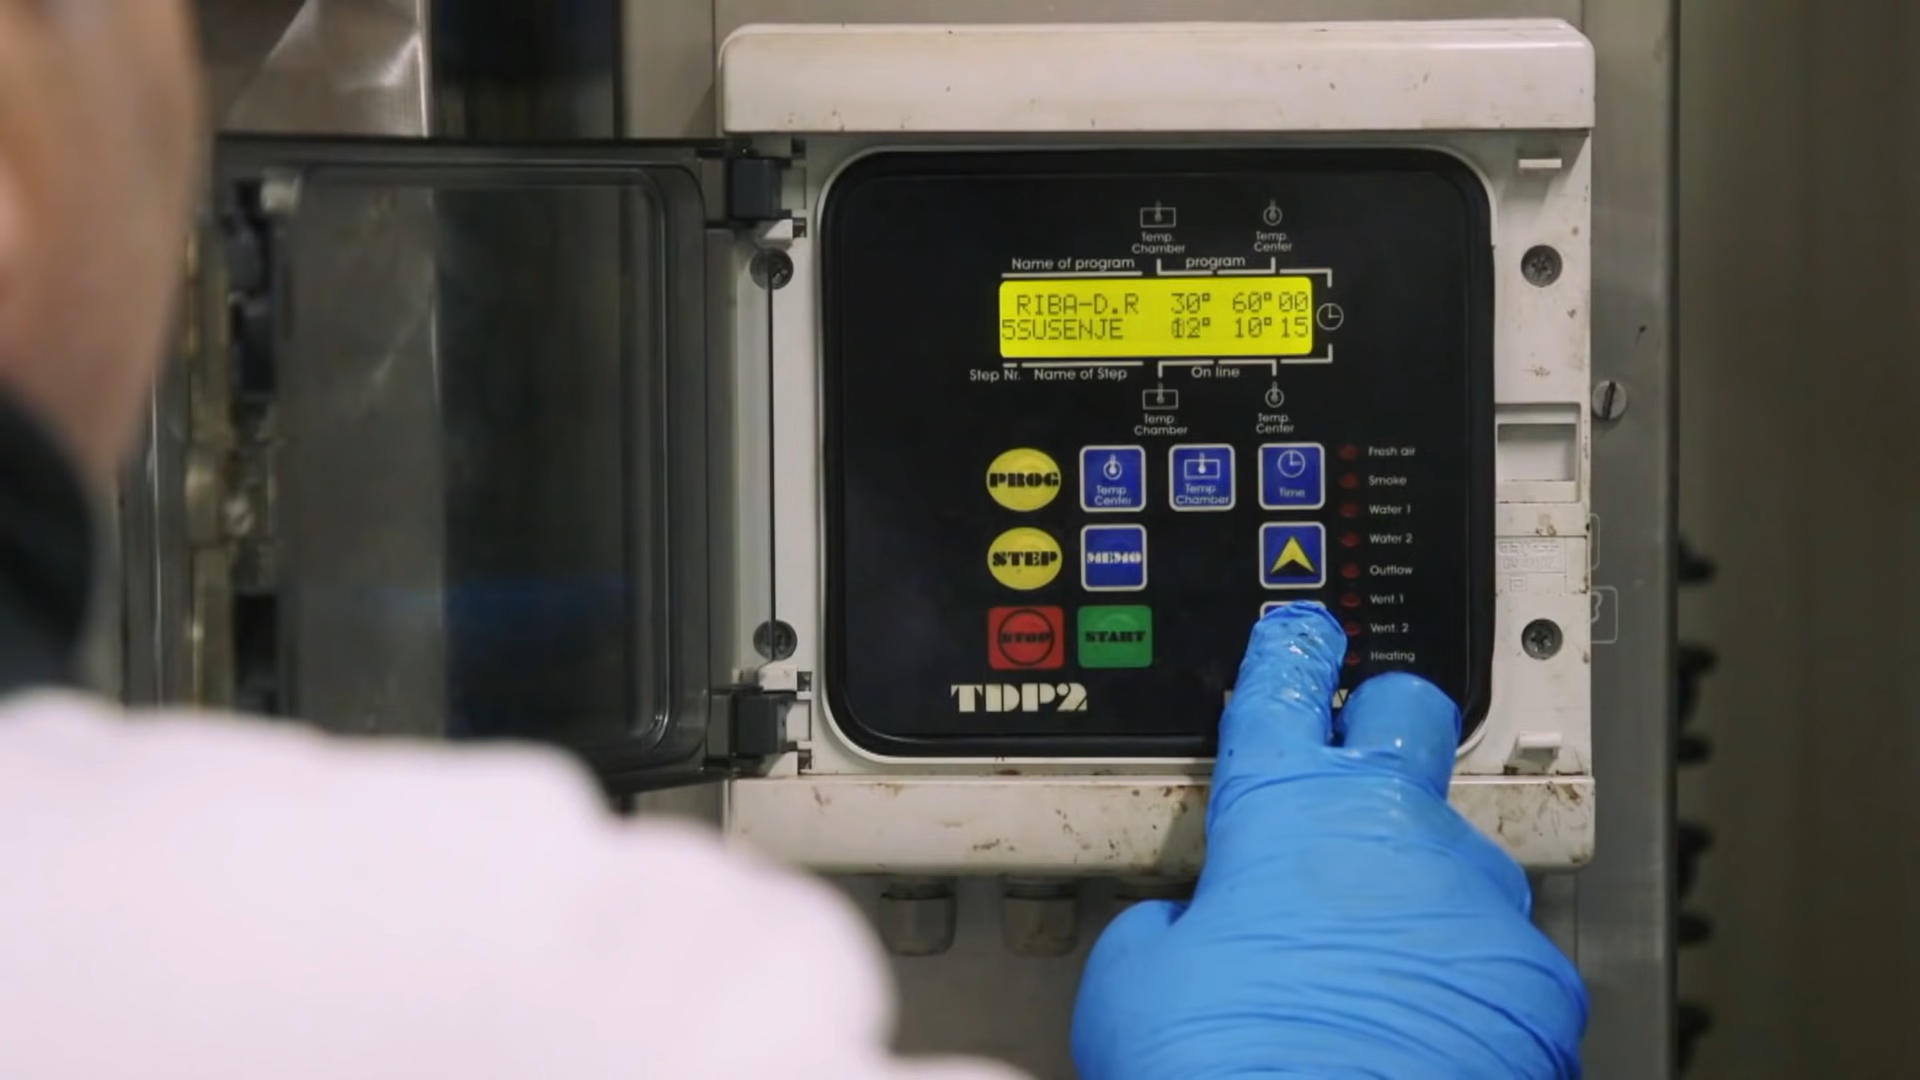 Temp. Chamber
Temp. Center
Name of program
program
RIBA-D.R 30° 60°00
5SUSENJE 12° 10°15
Step Nr. Name of Step
On line
Temp. Chamber
Temp. Center
PROG
Temp Center
Temp Chamber
Time
STEP
MEMO
STOP
START
Fresh air
Smoke
Water 1
Water 2
Outflow
Vent. 1
Vent. 2
Heating
TDP2